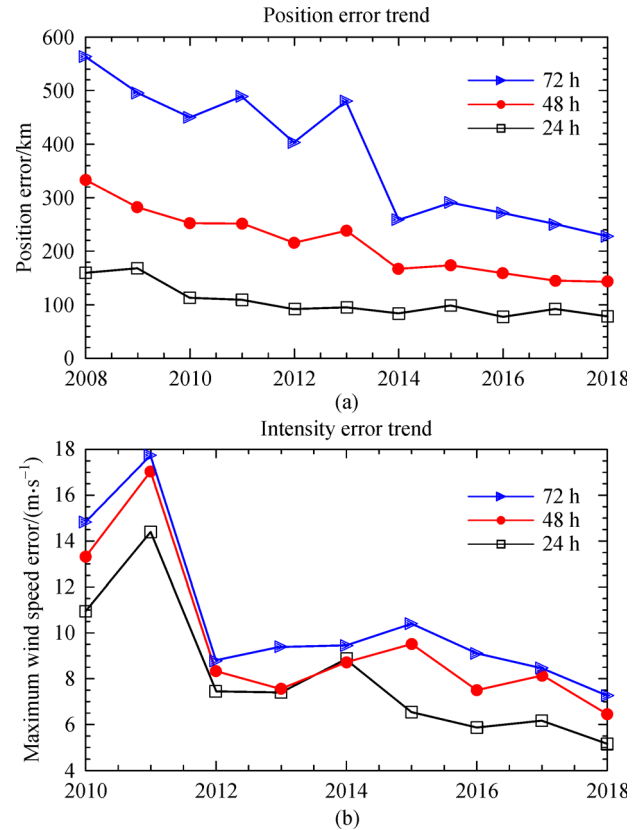 Position error trend
600
500
400
300
200
100
0
Position error/km
72 h
48 h
24 h
2008 2010 2012 2014 2016 2018
(a)
Intensity error trend
18
16
14
12
10
8
6
4
Maximum wind speed error/(m·s⁻¹)
72 h
48 h
24 h
2010 2012 2014 2016 2018
(b)